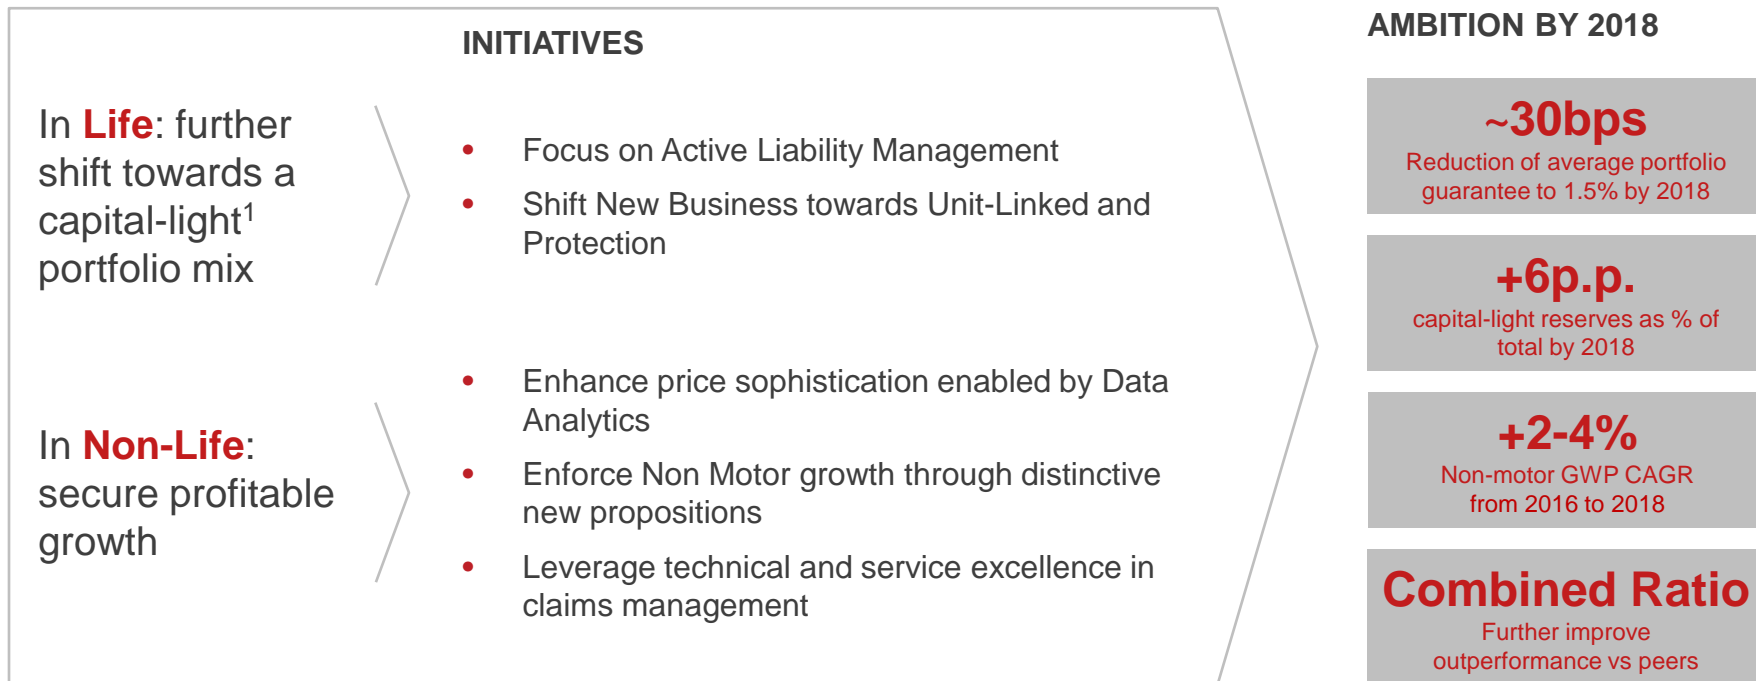 INITIATIVES
In Life: further
shift towards a
capital-light1
portfolio mix
• Focus on Active Liability Management
• Shift New Business towards Unit-Linked and
Protection
In Non-Life:
secure profitable
growth
• Enhance price sophistication enabled by Data
Analytics
• Enforce Non Motor growth through distinctive
new propositions
• Leverage technical and service excellence in
claims management
AMBITION BY 2018
~30bps
Reduction of average portfolio
guarantee to 1.5% by 2018
+6p.p.
capital-light reserves as % of
total by 2018
+2-4%
Non-motor GWP CAGR
from 2016 to 2018
Combined Ratio
Further improve
outperformance vs peers